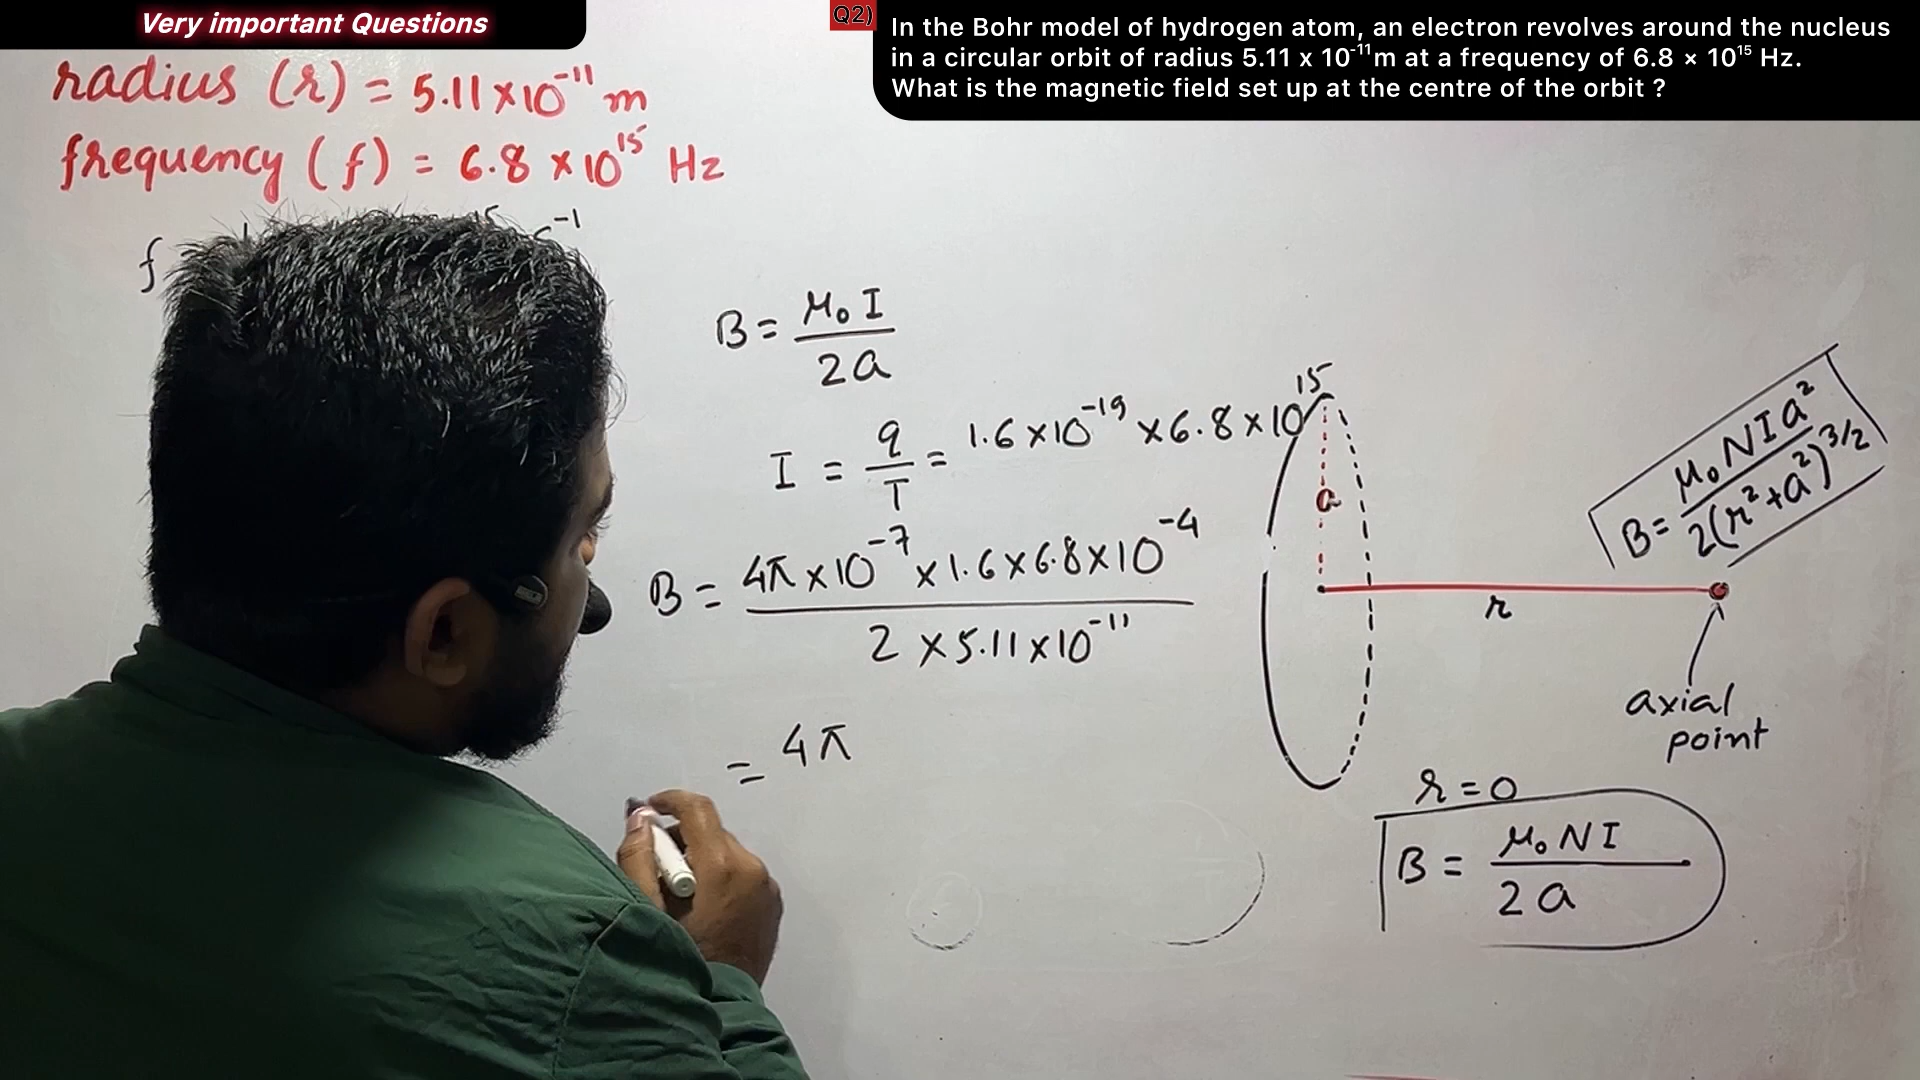 Very important Questions
Q2)
In the Bohr model of hydrogen atom, an electron revolves around the nucleus
in a circular orbit of radius 5.11 x 10⁻¹¹m at a frequency of 6.8 × 10¹⁵ Hz.
What is the magnetic field set up at the centre of the orbit ?
radius (r) = 5.11×10⁻¹¹ m
frequency (f) = 6.8 ×10¹⁵ Hz
f
B = μ₀ I / 2a
I = q/T = 1.6×10⁻¹⁹ ×6.8×10¹⁵
B = 4π×10⁻⁷ ×1.6×6.8×10⁻⁴ / 2 ×5.11×10⁻¹¹
= 4π
a
r
B = μ₀NIa² / 2(r²+a²)^3/2
axial
point
r = 0
B = μ₀ N I / 2a